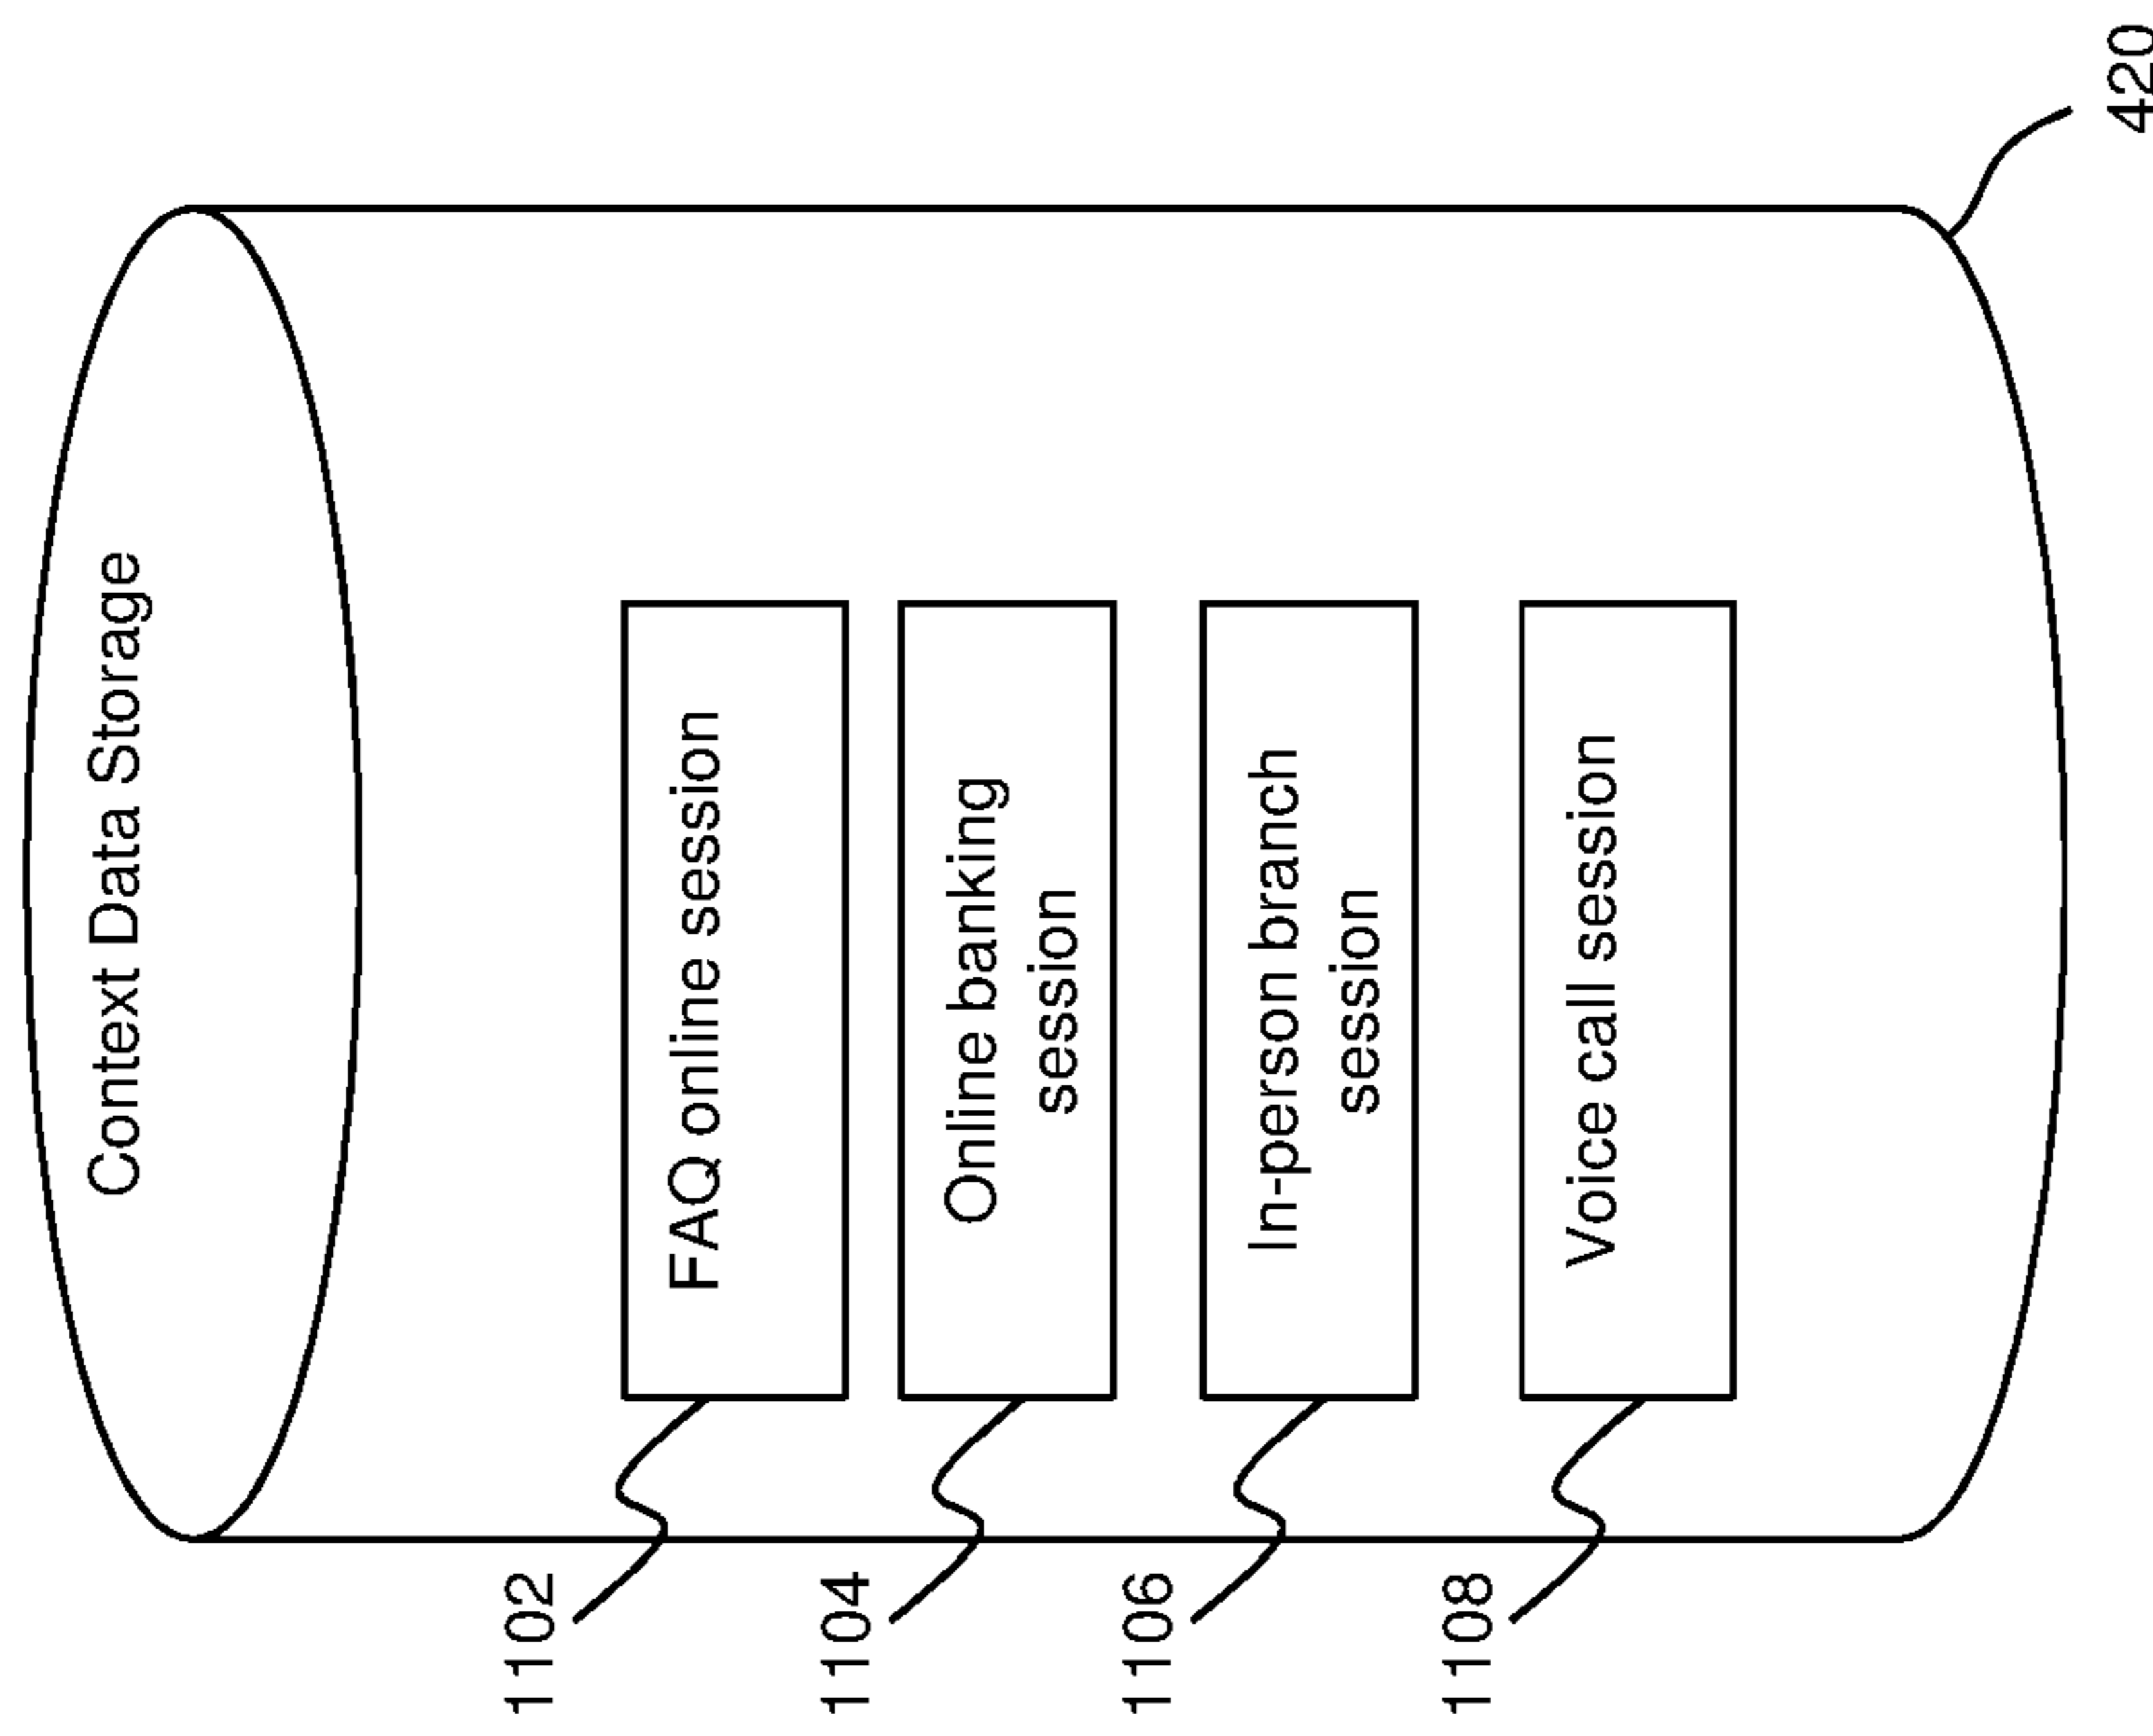 Context Data Storage
1102
FAQ online session
1104
Online banking
session
1106
In-person branch
session
1108
Voice call session
420